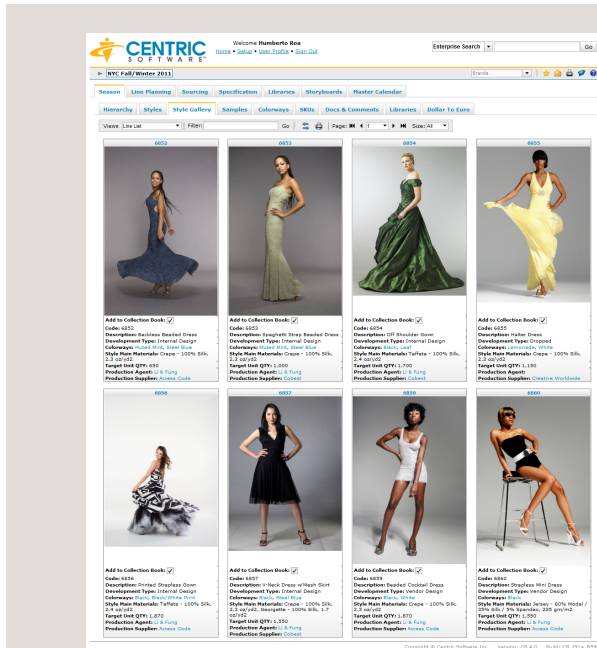 Welcome Humberto Roa
CENTRIC
SOFTWARE
Home • Setup • User Profile • Sign Out
Enterprise Search
Go
NYC Fall/Winter 2011
Brands...
Season Line Planning Sourcing Specification Libraries Storyboards Master Calendar
Hierarchy Styles Style Gallery Samples Colorways SKUs Docs & Comments Libraries Dollar To Euro
Views Line List Filter: Go Page: 1 Size: All
6852 6853 6854 6855
Add to Collection Book:
Code: 6852
Description: Backless Beaded Dress
Development Type: Internal Design
Colorways: Muted Mint, Steel Blue
Style Main Materials: Crepe - 100% Silk,
2.3 oz/yd2
Target Unit QTY: 630
Production Agent: Li & Fung
Production Supplier: Access Code
Add to Collection Book:
Code: 6853
Description: Spaghetti Strap Beaded Dress
Development Type: Internal Design
Colorways: Muted Mint, Steel Blue
Style Main Materials: Crepe - 100% Silk,
2.3 oz/yd2
Target Unit QTY: 1,000
Production Agent: Li & Fung
Production Supplier: Cobest
Add to Collection Book:
Code: 6854
Description: Off Shoulder Gown
Development Type: Internal Design
Colorways: Black, Leaf
Style Main Materials: Taffeta - 100% Silk,
2.4 oz/yd2
Target Unit QTY: 1,700
Production Agent: Li & Fung
Production Supplier: Cobest
Add to Collection Book:
Code: 6855
Description: Halter Dress
Development Type: Dropped
Colorways: Lemonade, White
Style Main Materials: Crepe - 100% Silk,
2.3 oz/yd2
Target Unit QTY: 1,150
Production Agent:
Production Supplier: Creative Worldwide
6856 6857 6859 6860
Add to Collection Book:
Code: 6856
Description: Printed Strapless Gown
Development Type: Internal Design
Colorways: Black, Black/White Print
Style Main Materials: Taffeta - 100% Silk,
2.4 oz/yd2
Target Unit QTY: 1,870
Production Agent: Li & Fung
Production Supplier: Access Code
Add to Collection Book:
Code: 6857
Description: V-Neck Dress w/Mesh Skirt
Development Type: Internal Design
Colorways: Black, Steel Blue
Style Main Materials: Crepe - 100% Silk,
2.3 oz/yd2, Georgette - 100% Silk, 1.7
oz/yd2
Target Unit QTY: 1,550
Production Agent: Li & Fung
Production Supplier: Cobest
Add to Collection Book:
Code: 6859
Description: Beaded Cocktail Dress
Development Type: Vendor Design
Colorways: Black, White
Style Main Materials: Crepe - 100% Silk,
2.3 oz/yd2
Target Unit QTY: 1,870
Production Agent: Li & Fung
Production Supplier: Access Code
Add to Collection Book:
Code: 6860
Description: Strapless Mini Dress
Development Type: Vendor Design
Colorways: Black
Style Main Materials: Jersey - 60% Modal /
35% Silk / 5% Spandex, 235 gm/m2
Target Unit QTY: 1,550
Production Agent: Li & Fung
Production Supplier: Access Code
Copyright © Centric Software Inc. Version: C8 4.0 Build: C8